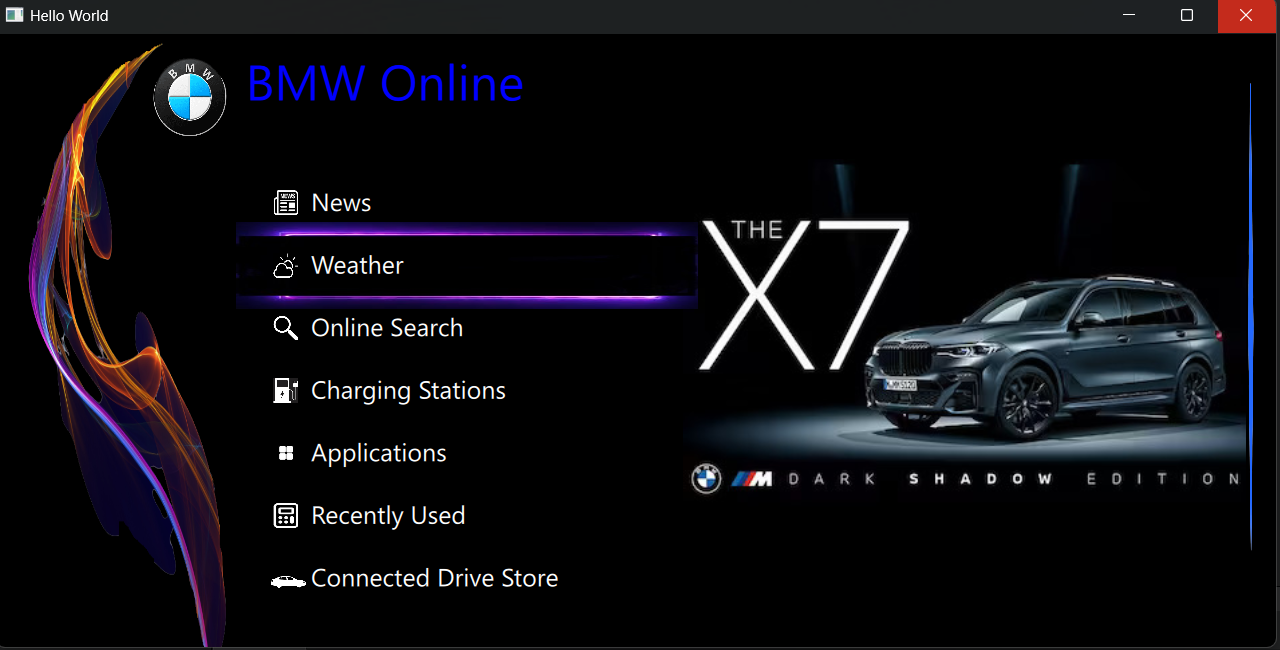 Hello World
BMW
BMW Online
NEWS
News
Weather
Online Search
Charging Stations
Applications
Recently Used
Connected Drive Store
THE
X7
M DARK SHADOW EDITION